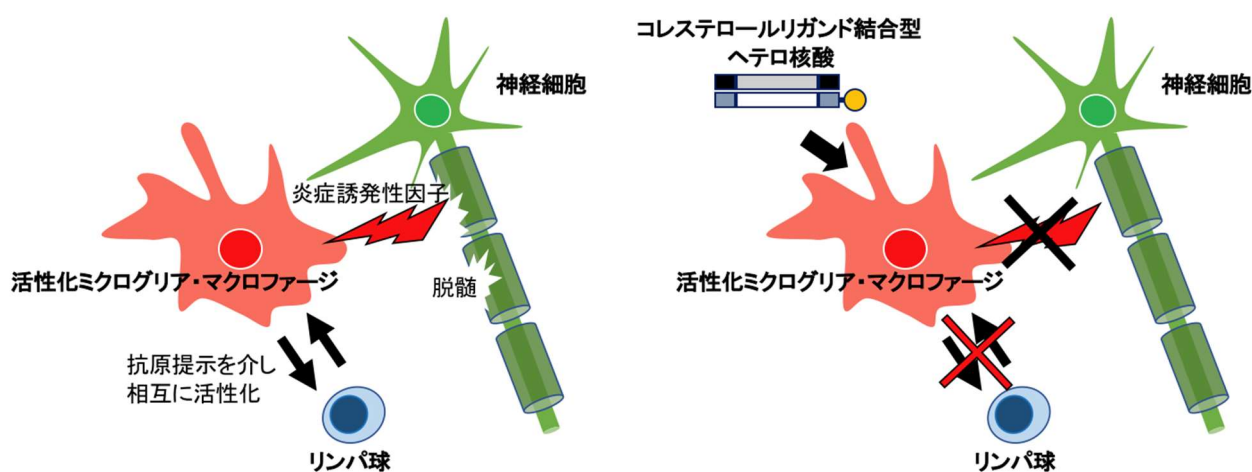 神経細胞
炎症誘発性因子
活性化ミクログリア・マクロファージ
脱髄
抗原提示を介し
相互に活性化
リンパ球
コレステロールリガンド結合型
ヘテロ核酸
神経細胞
活性化ミクログリア・マクロファージ
リンパ球